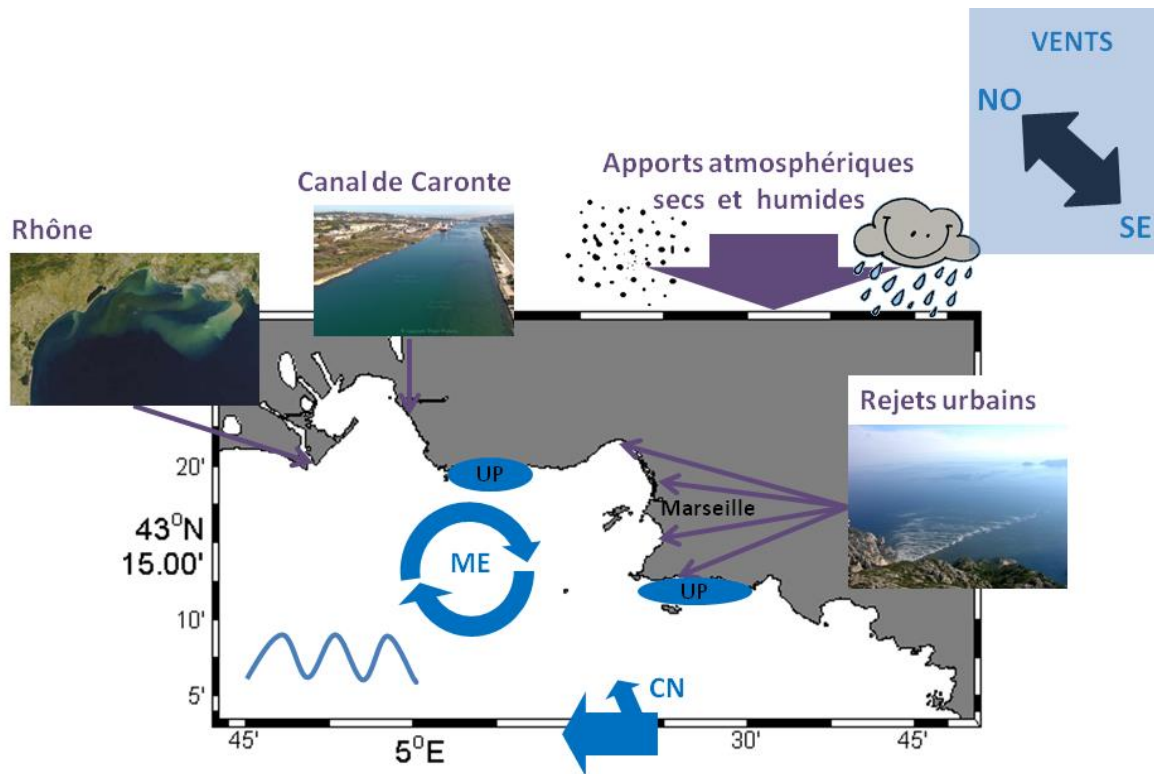 VENTS
NO
SE
Apports atmosphériques
secs et humides
Canal de Caronte
Rhône
Rejets urbains
20'
UP
Marseille
43°N
15.00'
ME
UP
10'
5'
CN
45'
5°E
30'
45'